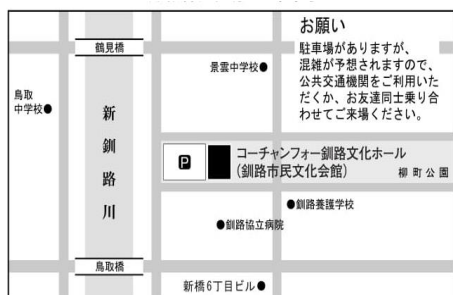 お願い
駐車場がありますが、
混雑が予想されますので、
公共交通機関をご利用いた
だくか、お友達同士乗り合
わせてご来場ください。
鶴見橋
景雲中学校●
鳥取
中学校●
新釧路川
P
コーチャンフォー釧路文化ホール
(釧路市民文化会館)
柳町公園
●釧路養護学校
●釧路協立病院
鳥取橋
新橋6丁目ビル●